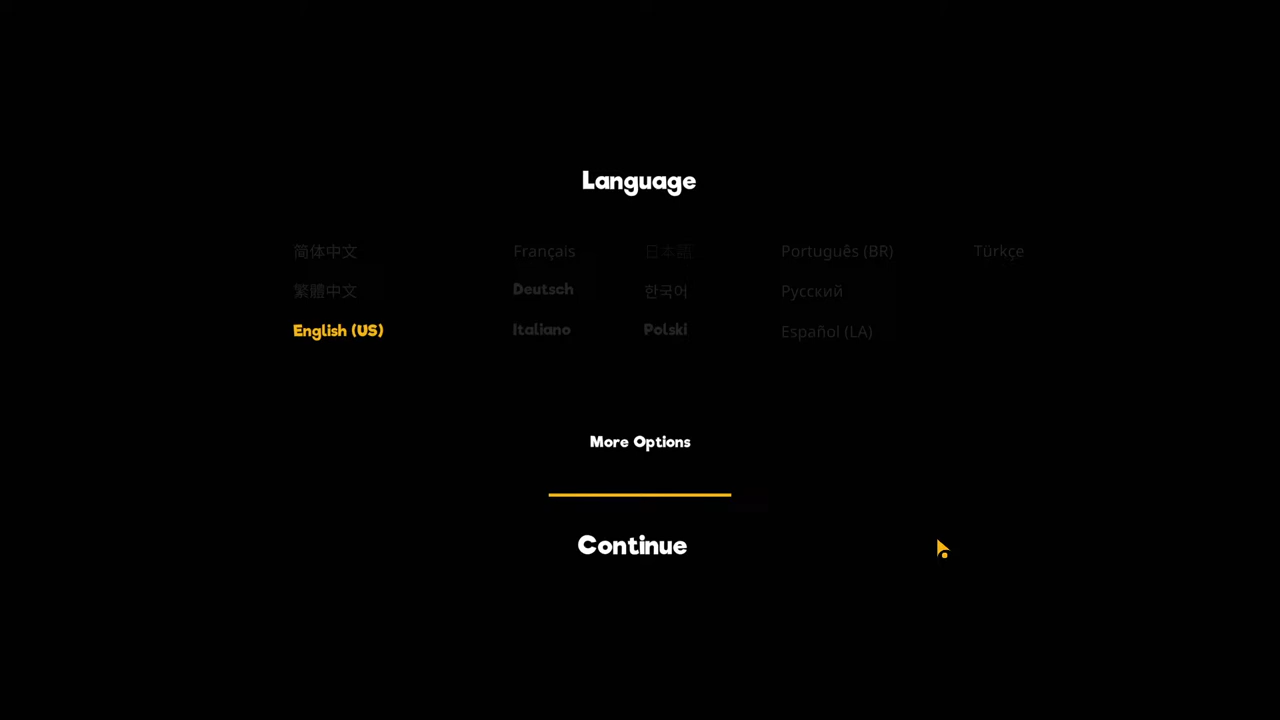 Language
简体中文 Français 日本語 Português (BR) Türkçe
繁體中文 Deutsch 한국어 Русский
English (US) Italiano Polski Español (LA)
More Options
Continue